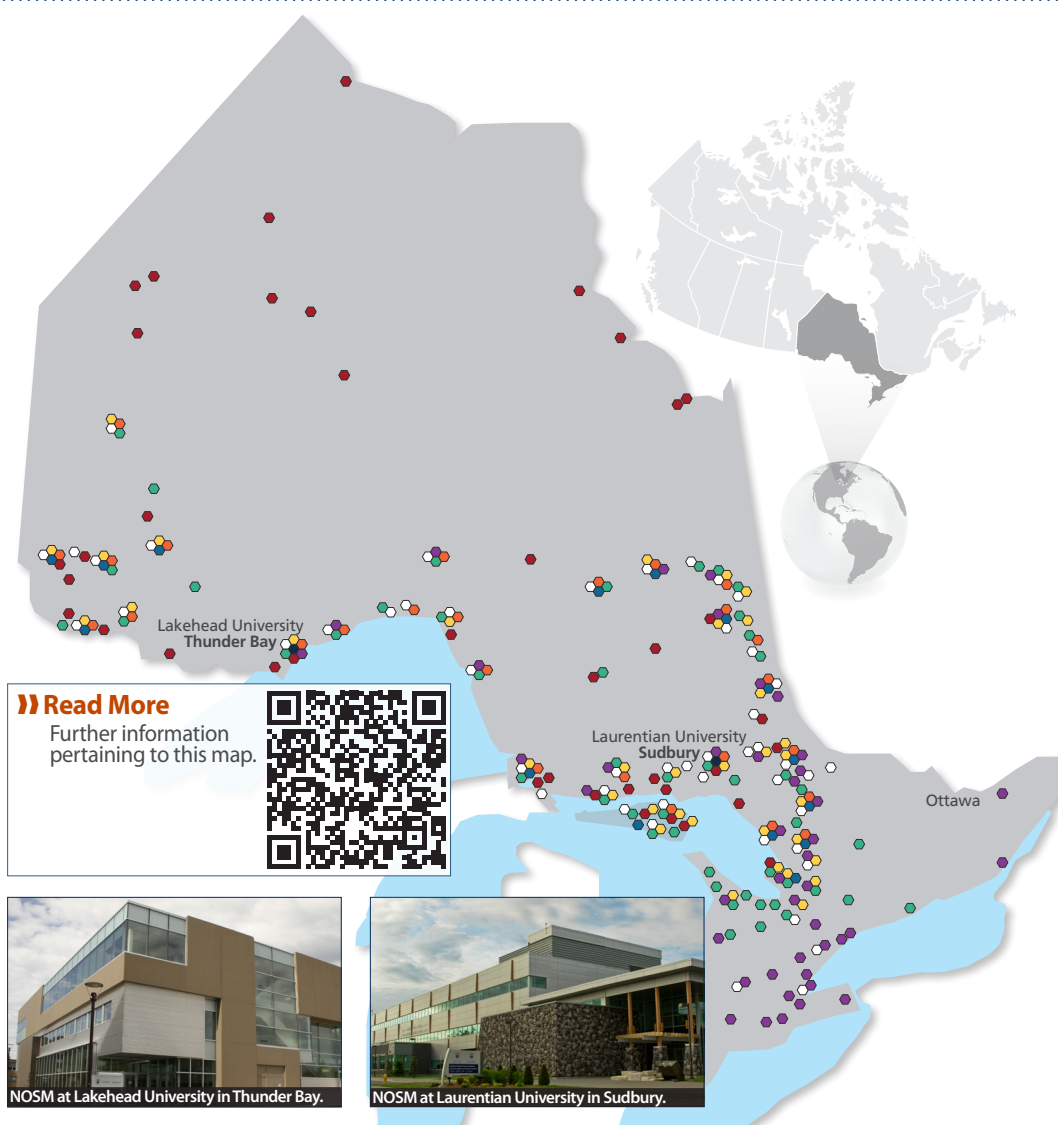 Lakehead University
Thunder Bay
Read More
Further information
pertaining to this map.
Laurentian University
Sudbury
Ottawa
NOSM at Lakehead University in Thunder Bay.
NOSM at Laurentian University in Sudbury.